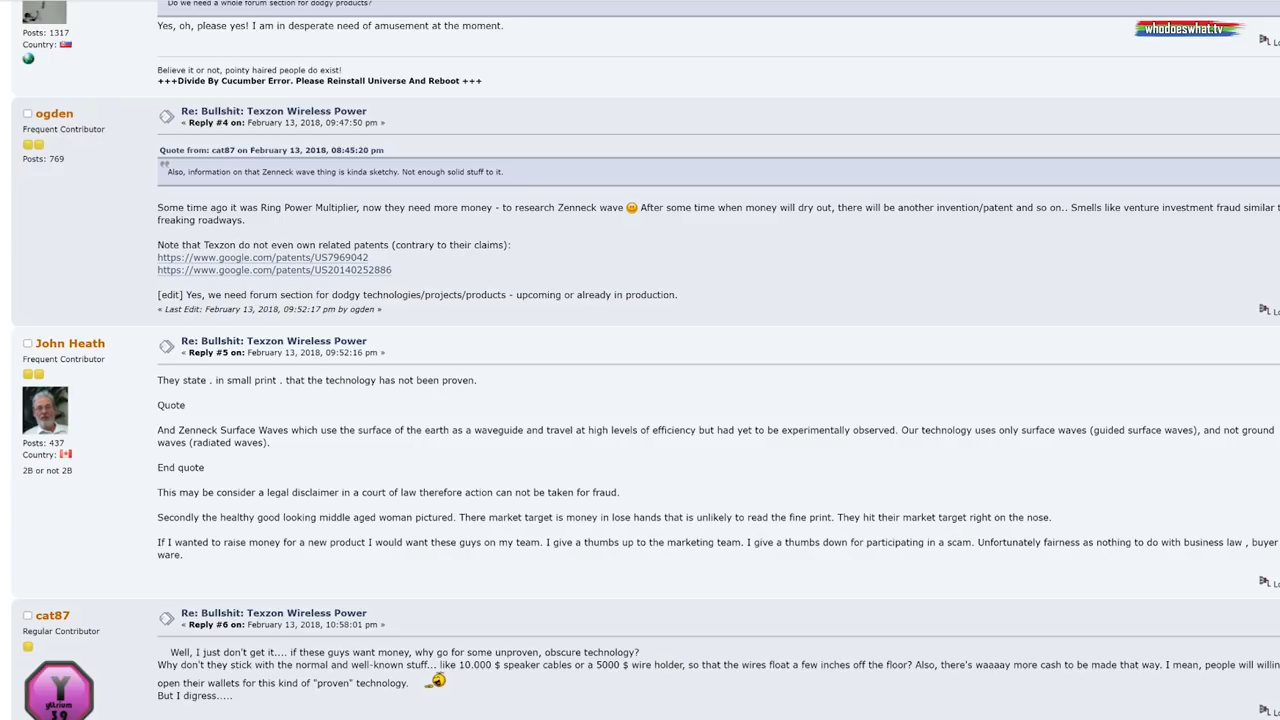 Do we need a whole forum section for dodgy products?
Yes, oh, please yes! I am in desperate need of amusement at the moment.
Posts: 1317
Country:
whodoeswhat.tv
Believe it or not, pointy haired people do exist!
+++Divide By Cucumber Error. Please Reinstall Universe And Reboot +++
ogden
Frequent Contributor
Posts: 769
Re: Bullshit: Texzon Wireless Power
« Reply #4 on: February 13, 2018, 09:47:50 pm »
Quote from: cat87 on February 13, 2018, 08:45:20 pm
Also, information on that Zenneck wave thing is kinda sketchy. Not enough solid stuff to it.
Some time ago it was Ring Power Multiplier, now they need more money - to research Zenneck wave After some time when money will dry out, there will be another invention/patent and so on.. Smells like venture investment fraud similar t
freaking roadways.
Note that Texzon do not even own related patents (contrary to their claims):
https://www.google.com/patents/US7969042
https://www.google.com/patents/US20140252886
[edit] Yes, we need forum section for dodgy technologies/projects/products - upcoming or already in production.
« Last Edit: February 13, 2018, 09:52:17 pm by ogden »
Lo
John Heath
Frequent Contributor
Posts: 437
Country:
2B or not 2B
Re: Bullshit: Texzon Wireless Power
« Reply #5 on: February 13, 2018, 09:52:16 pm »
They state . in small print . that the technology has not been proven.
Quote
And Zenneck Surface Waves which use the surface of the earth as a waveguide and travel at high levels of efficiency but had yet to be experimentally observed. Our technology uses only surface waves (guided surface waves), and not ground
waves (radiated waves).
End quote
This may be consider a legal disclaimer in a court of law therefore action can not be taken for fraud.
Secondly the healthy good looking middle aged woman pictured. There market target is money in lose hands that is unlikely to read the fine print. They hit their market target right on the nose.
If I wanted to raise money for a new product I would want these guys on my team. I give a thumbs up to the marketing team. I give a thumbs down for participating in a scam. Unfortunately fairness as nothing to do with business law , buyer
ware.
Lo
cat87
Regular Contributor
Y
yttrium
39
Re: Bullshit: Texzon Wireless Power
« Reply #6 on: February 13, 2018, 10:58:01 pm »
Well, I just don't get it.... if these guys want money, why go for some unproven, obscure technology?
Why don't they stick with the normal and well-known stuff... like 10.000 $ speaker cables or a 5000 $ wire holder, so that the wires float a few inches off the floor? Also, there's waaaay more cash to be made that way. I mean, people will willin
open their wallets for this kind of "proven" technology.
But I digress.....
Lo